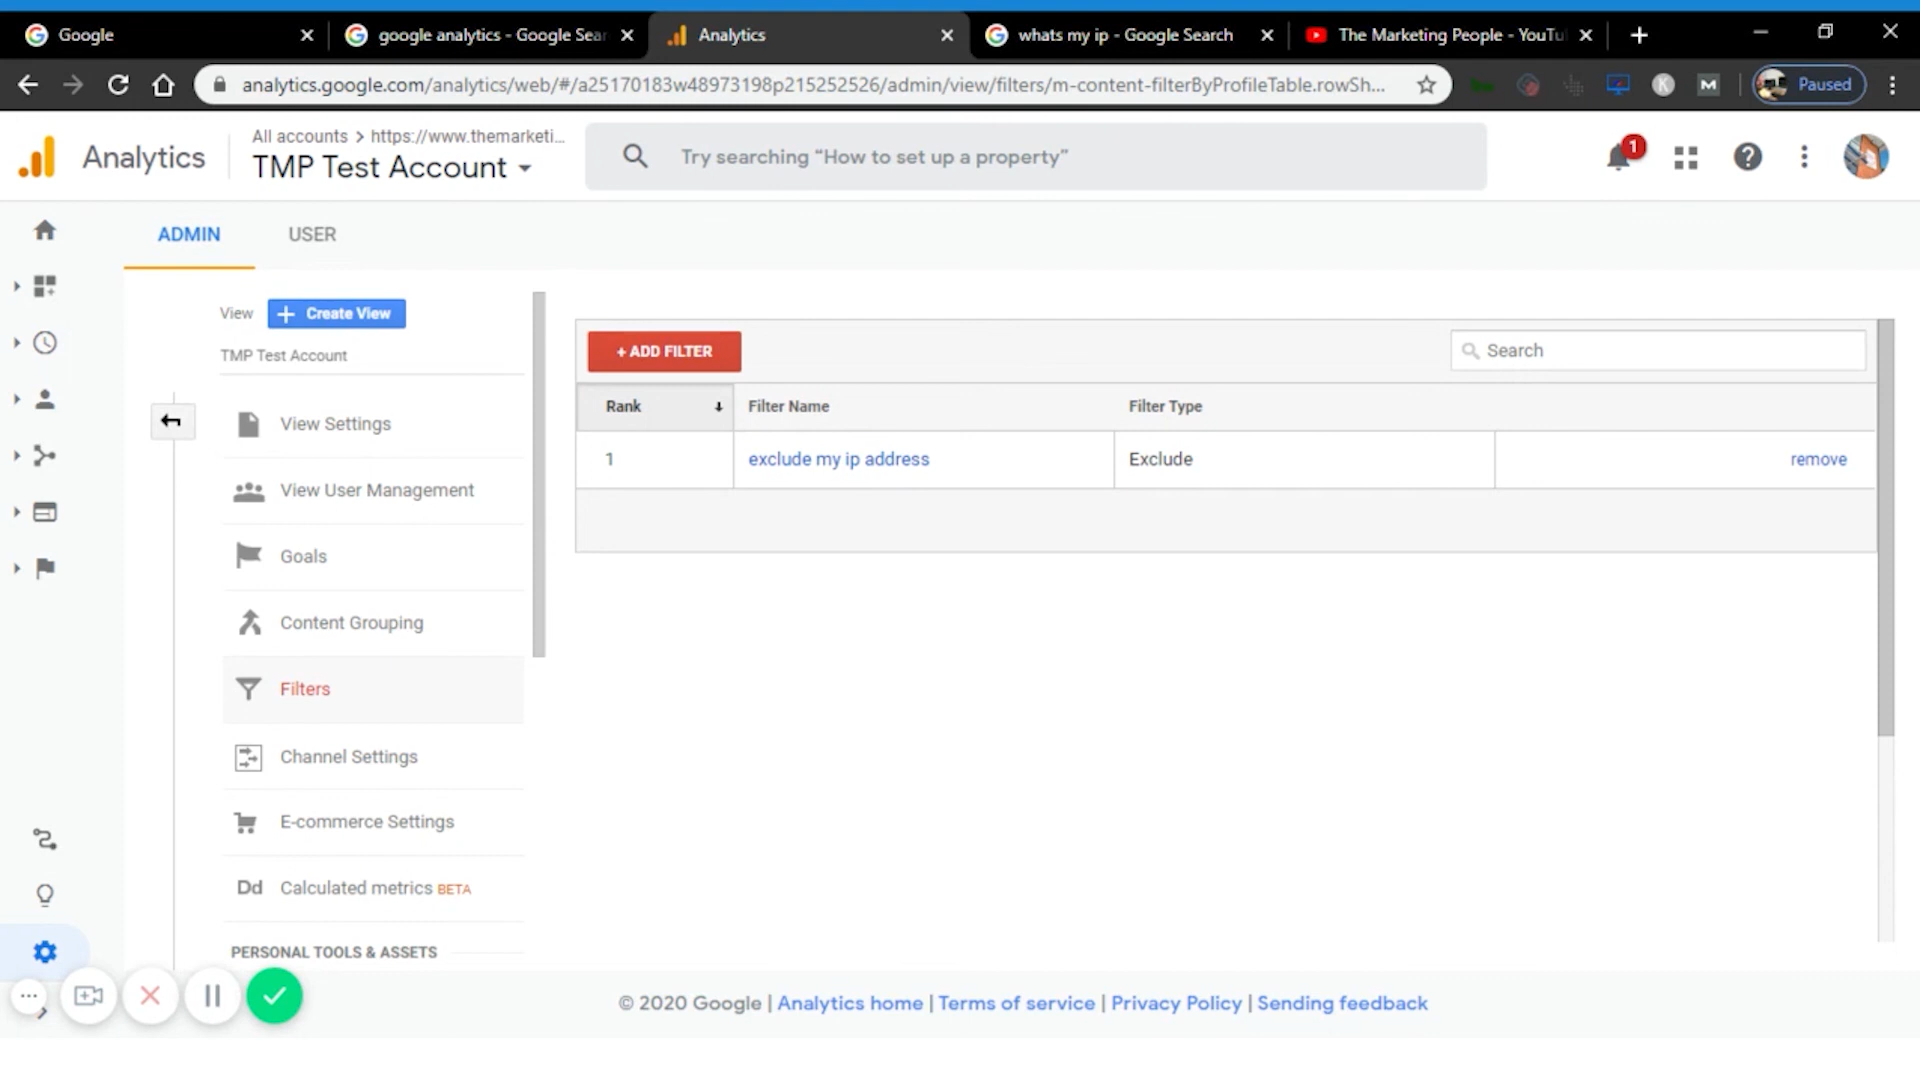 Google
google analytics - Google Sear
Analytics
whats my ip - Google Search
The Marketing People - YouTu
analytics.google.com/analytics/web/#/a25170183w48973198p215252526/admin/view/filters/m-content-filterByProfileTable.rowSh...
K
M
Paused
Analytics
All accounts > https://www.themarketi...
TMP Test Account
Try searching “How to set up a property”
1
ADMIN
USER
View
+ Create View
TMP Test Account
View Settings
View User Management
Goals
Content Grouping
Filters
Channel Settings
E-commerce Settings
Dd Calculated metrics BETA
PERSONAL TOOLS & ASSETS
+ ADD FILTER
Search
Rank
Filter Name
Filter Type
1
exclude my ip address
Exclude
remove
© 2020 Google | Analytics home | Terms of service | Privacy Policy | Sending feedback